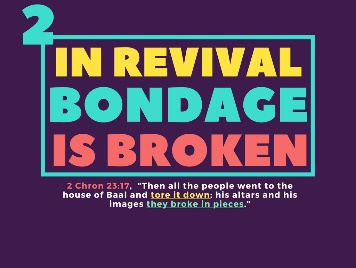 2
IN REVIVAL
BONDAGE
IS BROKEN
2 Chron 23:17, "Then all the people went to the
house of Baal and tore it down; his altars and his
images they broke in pieces."